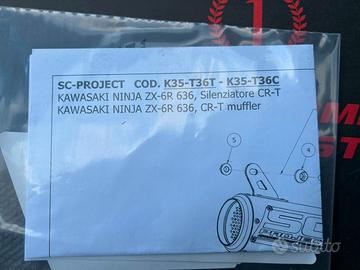 SC-PROJECT COD. K35-T36T - K35-T36C
KAWASAKI NINJA ZX-6R 636, Silenziatore CR-T
KAWASAKI NINJA ZX-6R 636, CR-T muffler
5
4
SC
subito